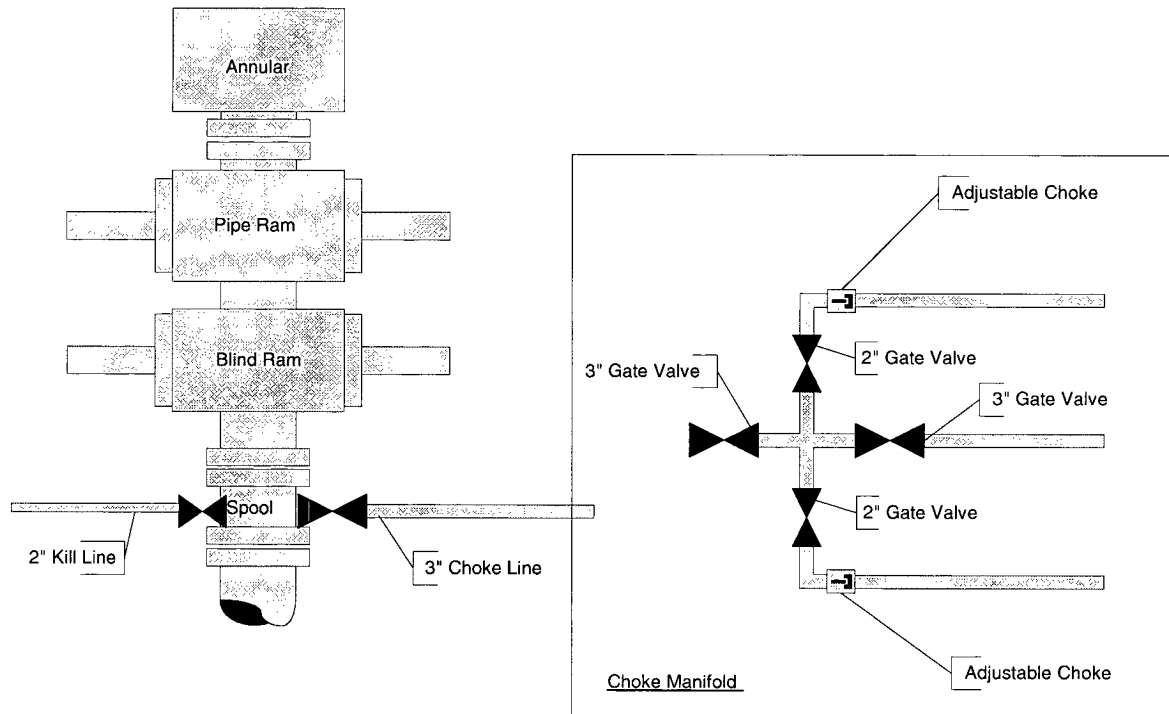 Annular
Pipe Ram
Blind Ram
Spool
2" Kill Line
3" Choke Line
Adjustable Choke
2" Gate Valve
3" Gate Valve
3" Gate Valve
2" Gate Valve
Adjustable Choke
Choke Manifold